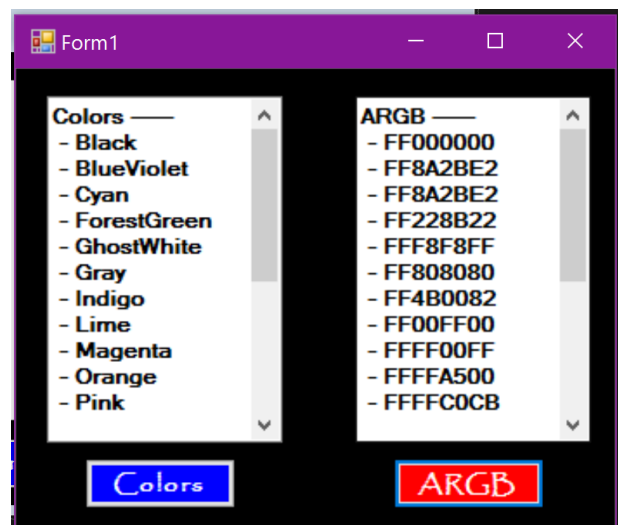 Form1
Colors ——
- Black
- BlueViolet
- Cyan
- ForestGreen
- GhostWhite
- Gray
- Indigo
- Lime
- Magenta
- Orange
- Pink
ARGB ——
- FF000000
- FF8A2BE2
- FF8A2BE2
- FF228B22
- FFF8F8FF
- FF808080
- FF4B0082
- FF00FF00
- FFFF00FF
- FFFFA500
- FFFFC0CB
Colors
ARGB